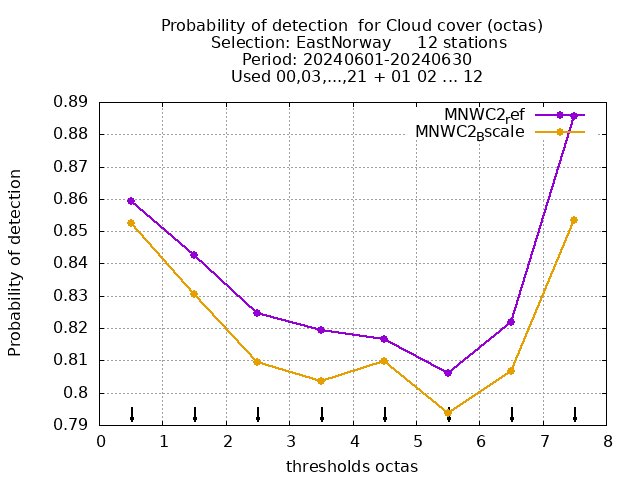 Probability of detection  for Cloud cover (octas)
Selection: EastNorway     12 stations
Period: 20240601-20240630
Used 00,03,...,21 + 01 02 ... 12
MNWC2_ref
MNWC2_Bscale
Probability of detection
0.89
0.88
0.87
0.86
0.85
0.84
0.83
0.82
0.81
0.8
0.79
0 1 2 3 4 5 6 7 8
thresholds octas